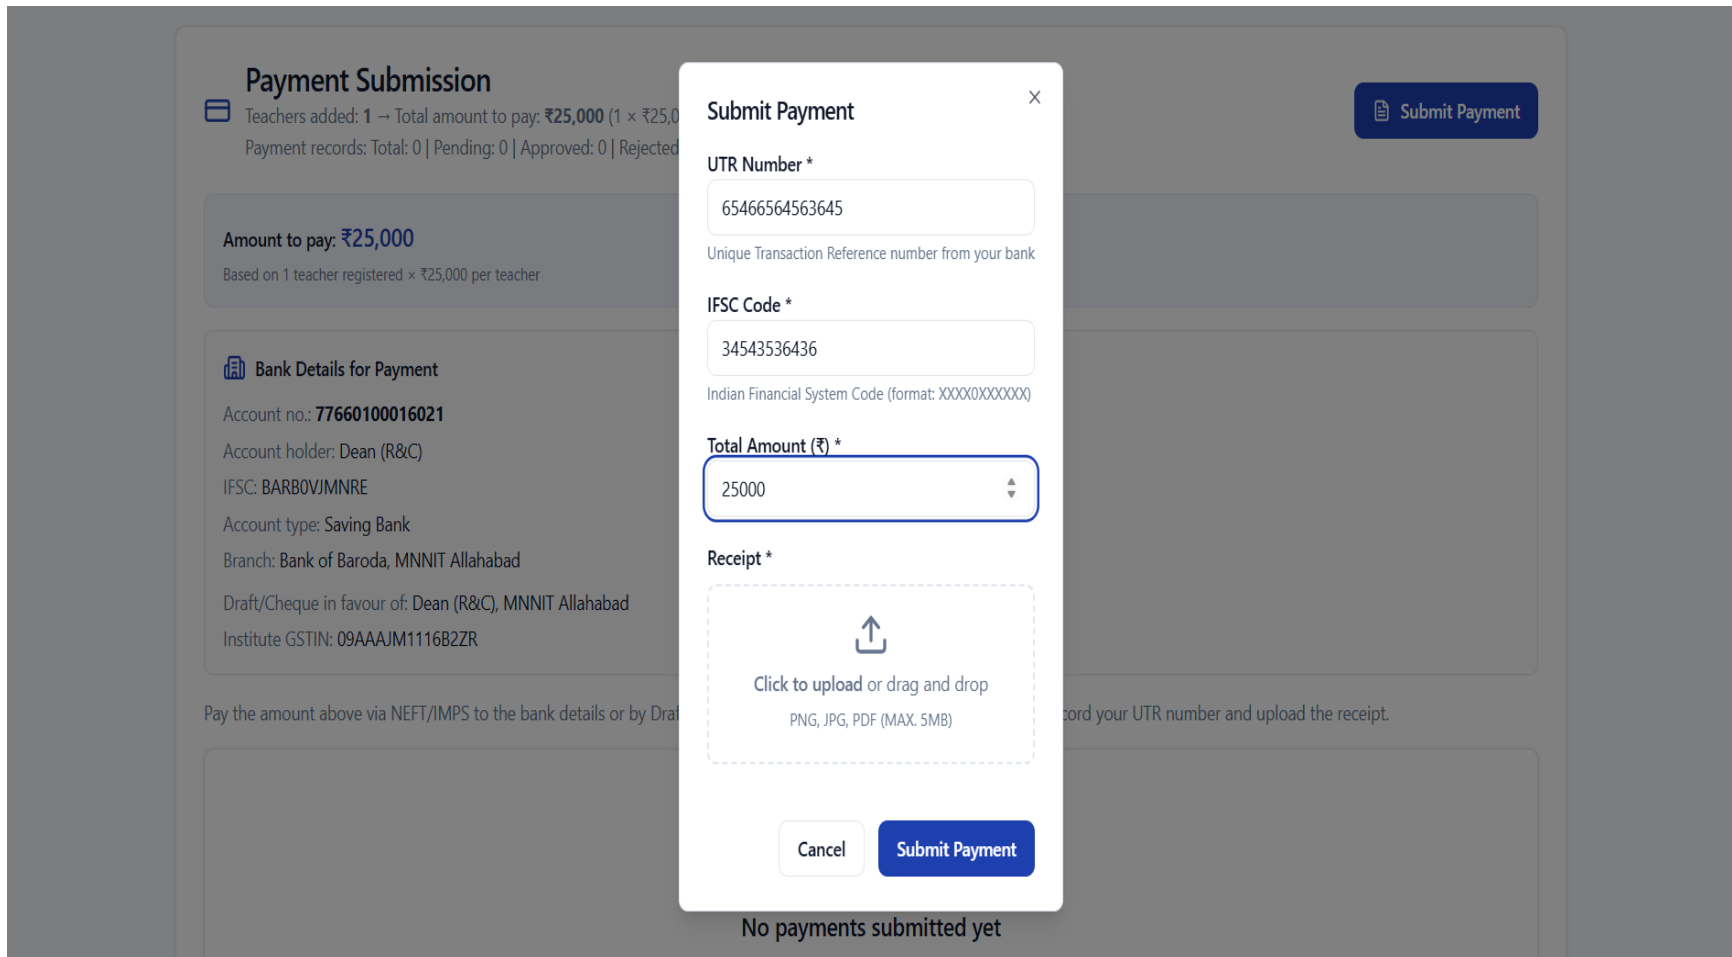 Payment Submission
Teachers added: 1 → Total amount to pay: ₹25,000 (1 × ₹25,0
Payment records: Total: 0 | Pending: 0 | Approved: 0 | Rejected
Submit Payment
Amount to pay: ₹25,000
Based on 1 teacher registered × ₹25,000 per teacher
Bank Details for Payment
Account no.: 77660100016021
Account holder: Dean (R&C)
IFSC: BARB0VJMNRE
Account type: Saving Bank
Branch: Bank of Baroda, MNNIT Allahabad
Draft/Cheque in favour of: Dean (R&C), MNNIT Allahabad
Institute GSTIN: 09AAAJM1116B2ZR
Pay the amount above via NEFT/IMPS to the bank details or by Draf
cord your UTR number and upload the receipt.
No payments submitted yet
Submit Payment
X
UTR Number *
65466564563645
Unique Transaction Reference number from your bank
IFSC Code *
34543536436
Indian Financial System Code (format: XXXX0XXXXXX)
Total Amount (₹) *
25000
Receipt *
Click to upload or drag and drop
PNG, JPG, PDF (MAX. 5MB)
Cancel
Submit Payment